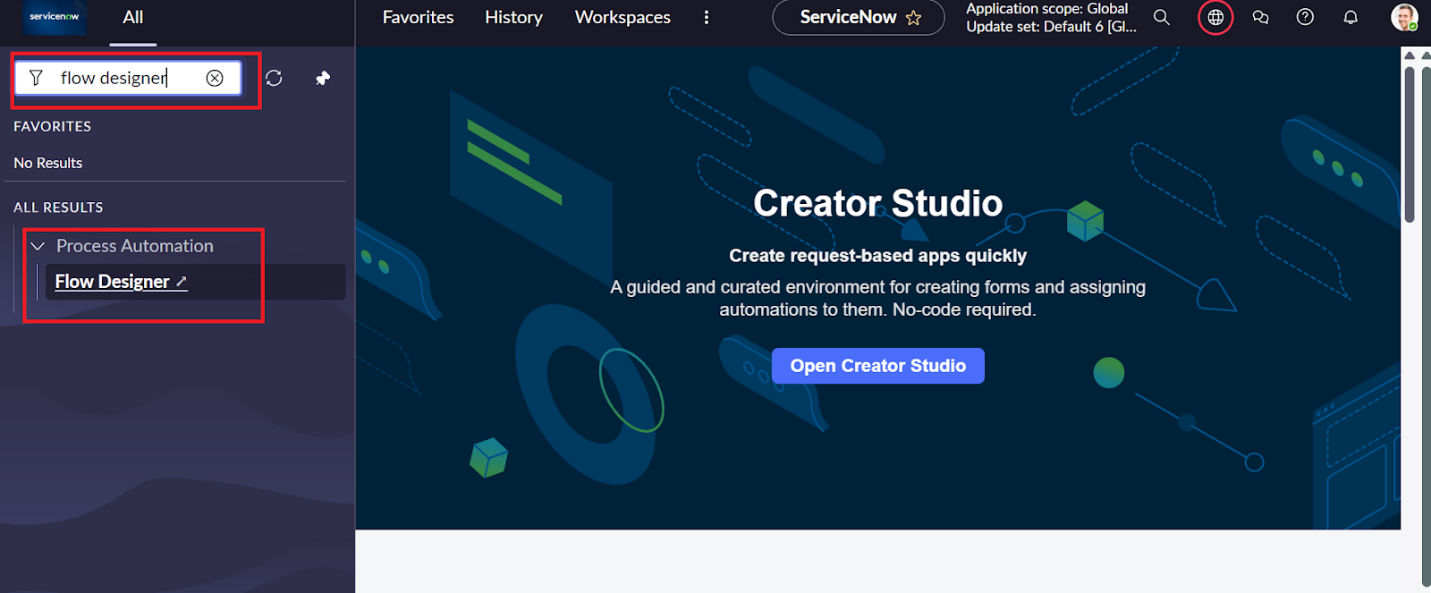 servicenow
All
Favorites
History
Workspaces
ServiceNow
Application scope: Global
Update set: Default 6 [Gl...
flow designer
FAVORITES
No Results
ALL RESULTS
Process Automation
Flow Designer
Creator Studio
Create request-based apps quickly
A guided and curated environment for creating forms and assigning
automations to them. No-code required.
Open Creator Studio